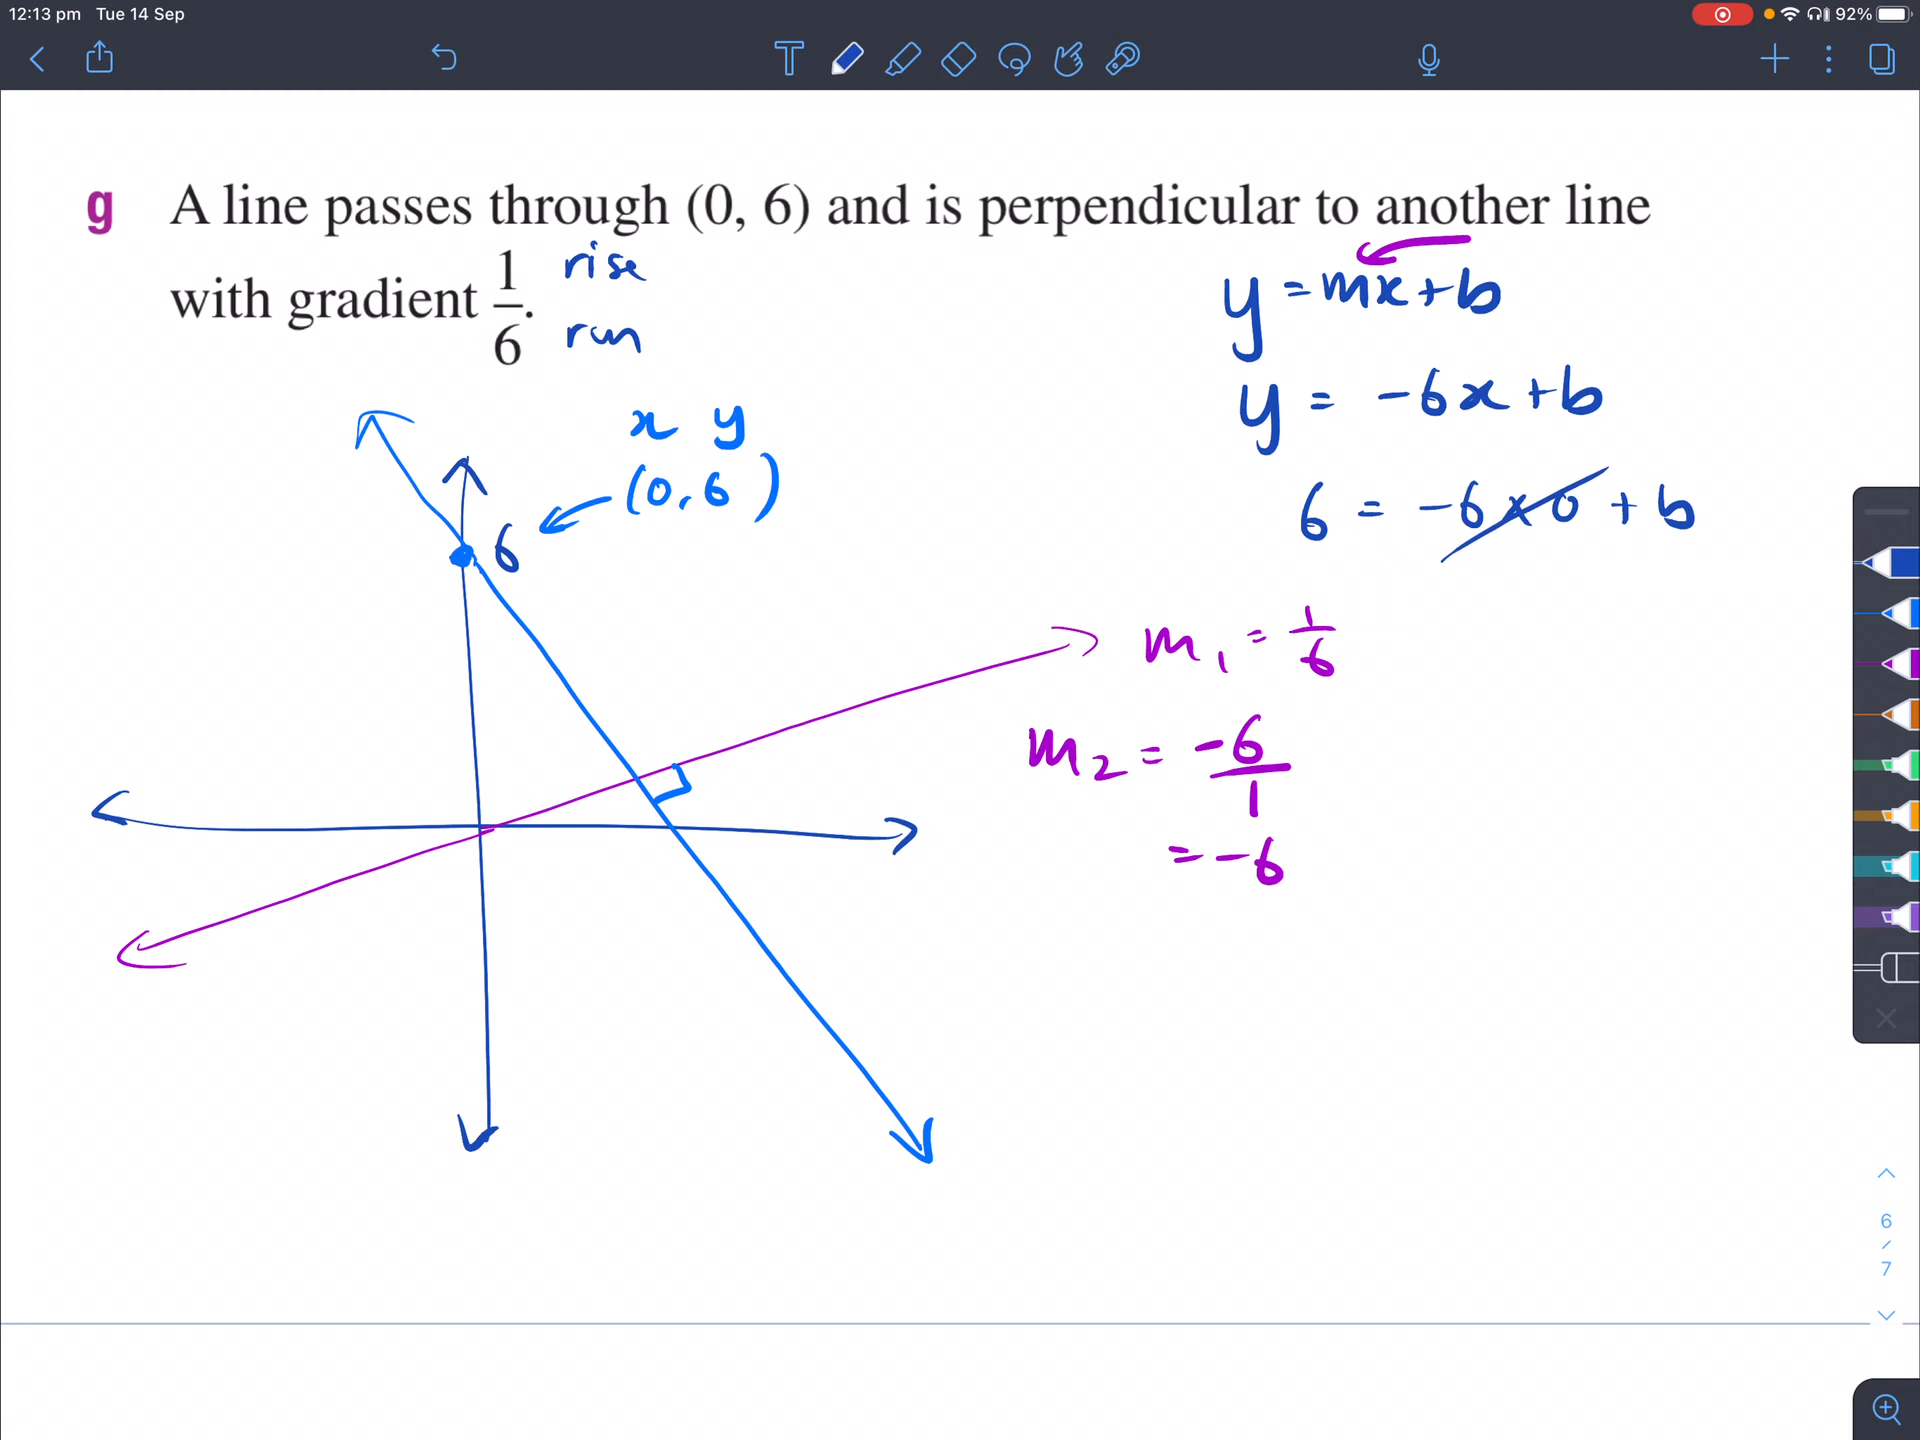 12:13 pm Tue 14 Sep
92%
g A line passes through (0, 6) and is perpendicular to another line
with gradient 1/6.
rise
run
y = mx + b
y = -6x + b
6 = -6 x 0 + b
x y
(0, 6)
6
m₁ = 1/6
m₂ = -6/1
= -6
6
/
7